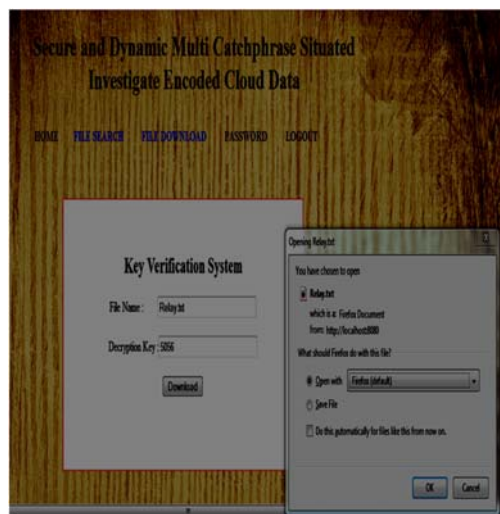 Secure and Dynamic Multi Catchphrase Situated
Investigate Encoded Cloud Data
HOME FILE SEARCH FILE DOWNLOAD PASSWORD LOGOUT
Key Verification System
File Name : Relay.txt
Decryption Key : 5056
Download
Opening Relay.txt
You have chosen to open
Relay.txt
which is a: Firefox Document
from: http://localhost:8080
What should Firefox do with this file?
Open with Firefox (default)
Save File
Do this automatically for files like this from now on.
OK Cancel